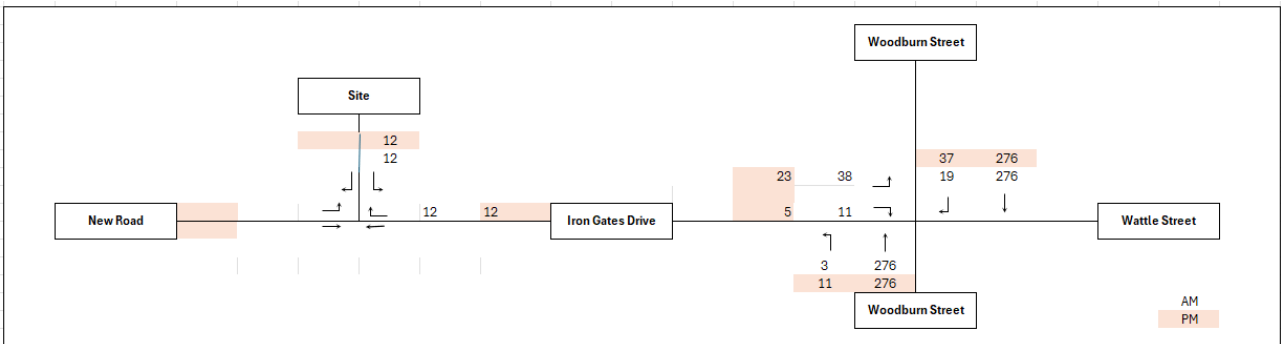 Woodburn Street
Site
12
12
37 276
23 38
19 276
New Road
12 12
Iron Gates Drive
5 11
Wattle Street
3 276
11 276
Woodburn Street
AM
PM